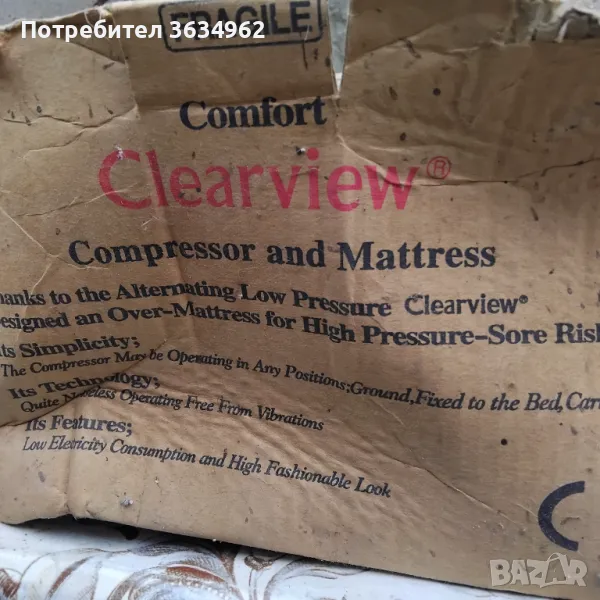 Потребител 3634962
FRAGILE
Comfort
Clearview®
Compressor and Mattress
hanks to the Alternating Low Pressure Clearview®
esigned an Over-Mattress for High Pressure-Sore Risk
ts Simplicity;
The Compressor May be Operating in Any Positions;Ground,Fixed to the Bed,Carr
Its Technology;
Quite Noiseless Operating Free From Vibrations
Its Features;
Low Electricity Consumption and High Fashionable Look
BAZAR